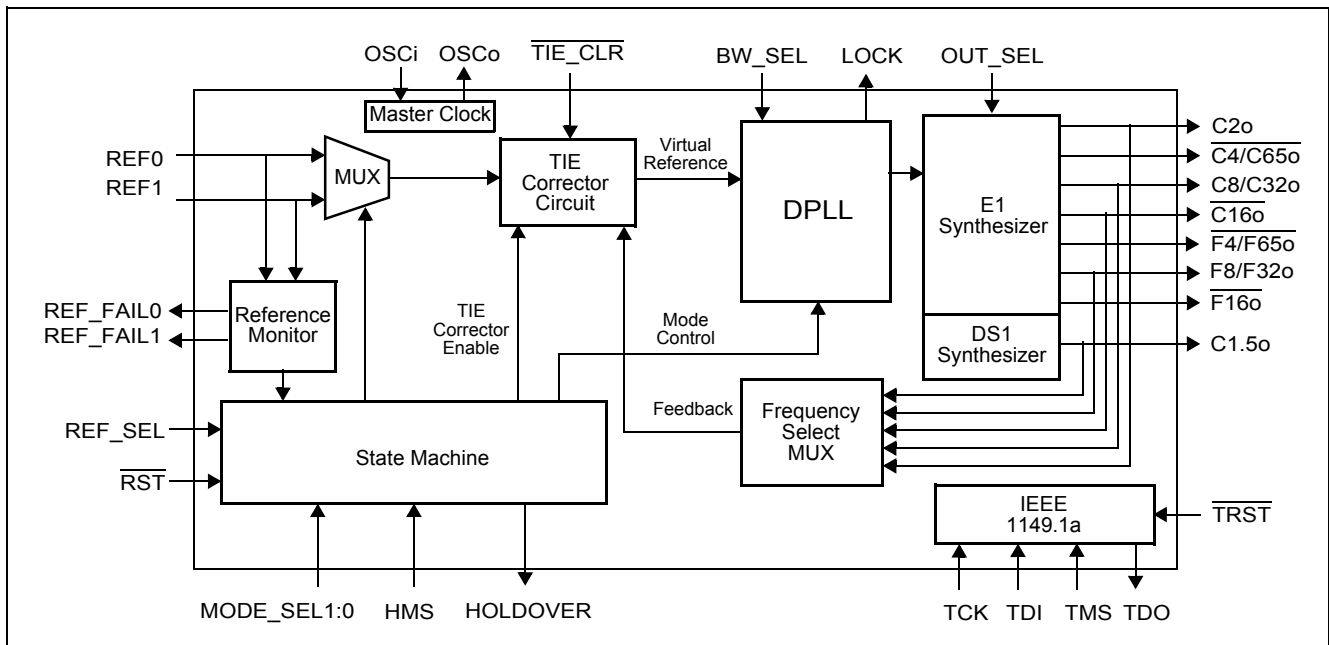 OSCi OSCo TIE_CLR BW_SEL LOCK OUT_SEL
Master Clock
REF0
REF1
MUX
TIE
Corrector
Circuit
Virtual
Reference
DPLL
E1
Synthesizer
DS1
Synthesizer
C2o
C4/C65o
C8/C32o
C16o
F4/F65o
F8/F32o
F16o
C1.5o
REF_FAIL0
REF_FAIL1
Reference
Monitor
TIE
Corrector
Enable
Mode
Control
Feedback
Frequency
Select
MUX
REF_SEL
RST
State Machine
IEEE
1149.1a
TRST
MODE_SEL1:0 HMS HOLDOVER
TCK TDI TMS TDO